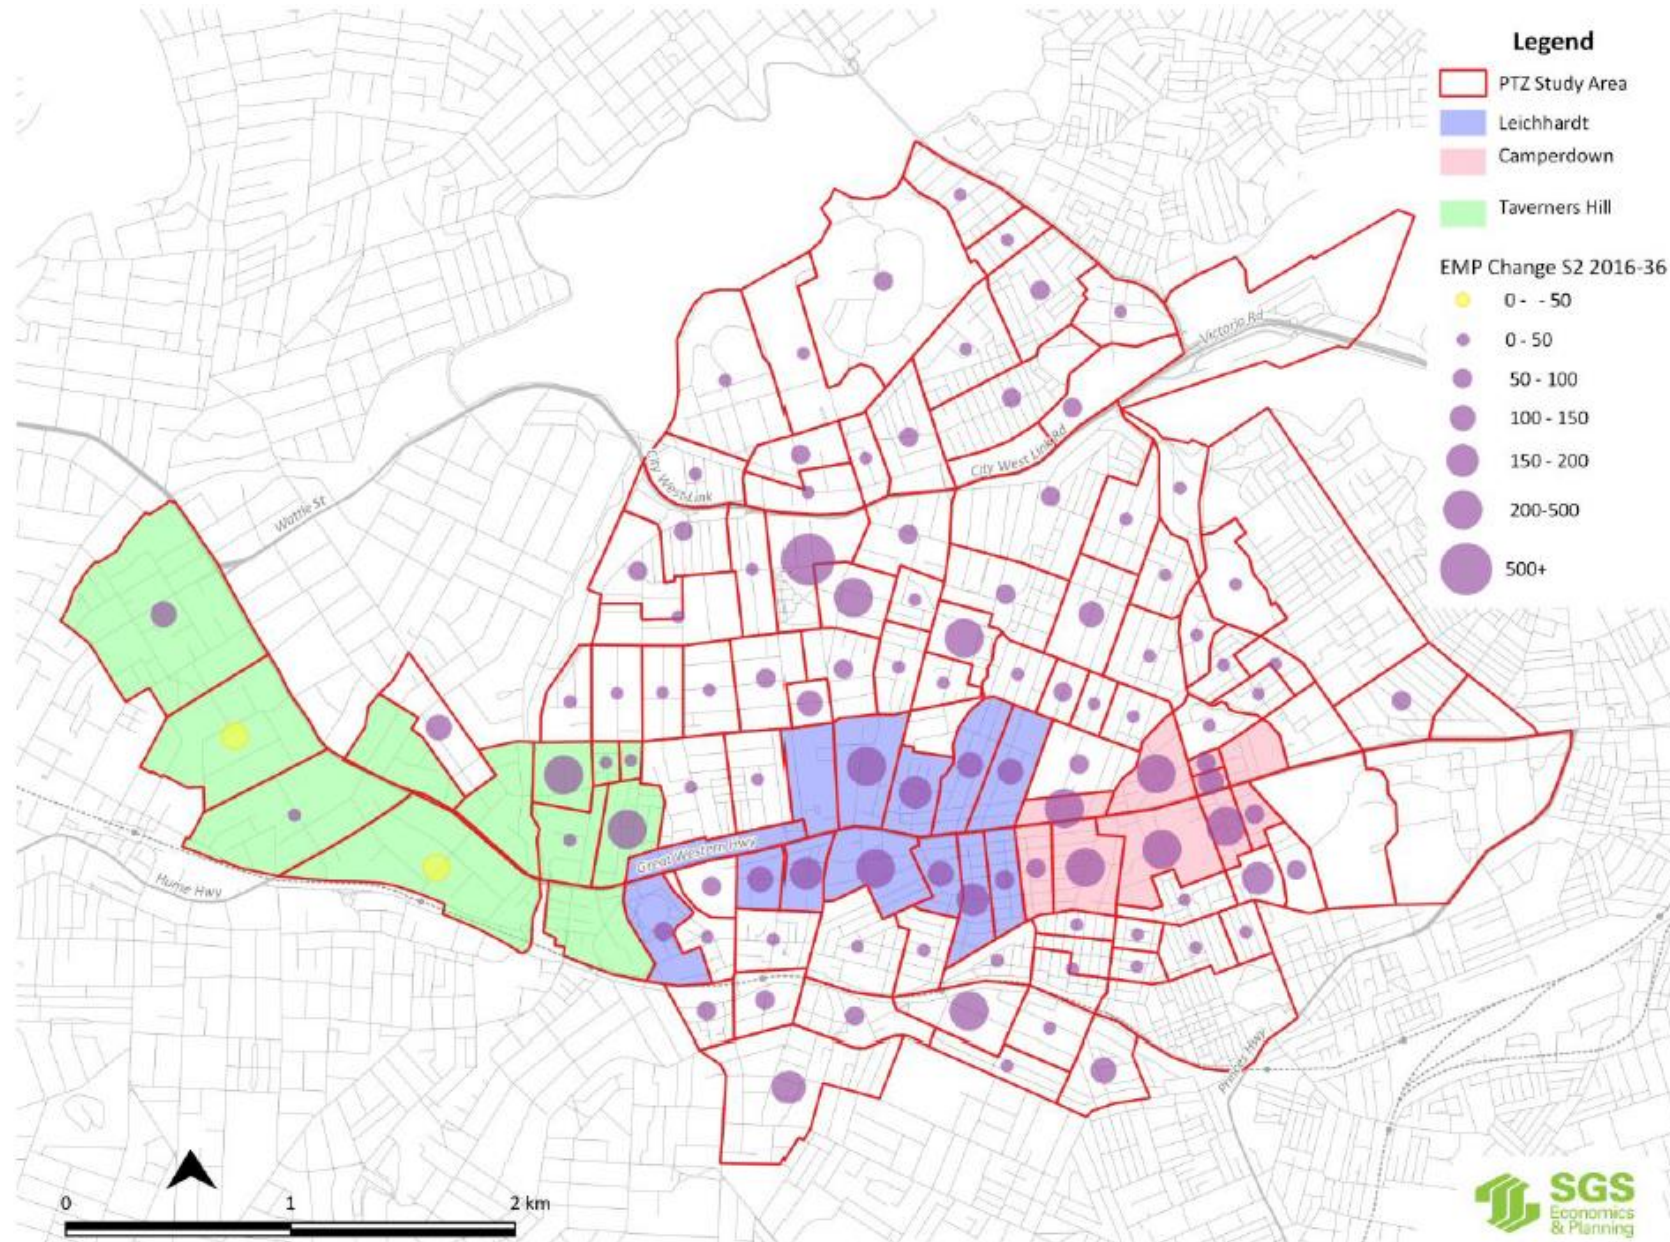 Legend
PTZ Study Area
Leichhardt
Camperdown
Taverners Hill
EMP Change S2 2016-36
0 - - 50
0 - 50
50 - 100
100 - 150
150 - 200
200-500
500+
Victoria Rd
City West Link Rd
City West Link
Wattle St
Great Western Hwy
Hume Hwy
Princes Hwy
0 1 2 km
SGS
Economics
& Planning